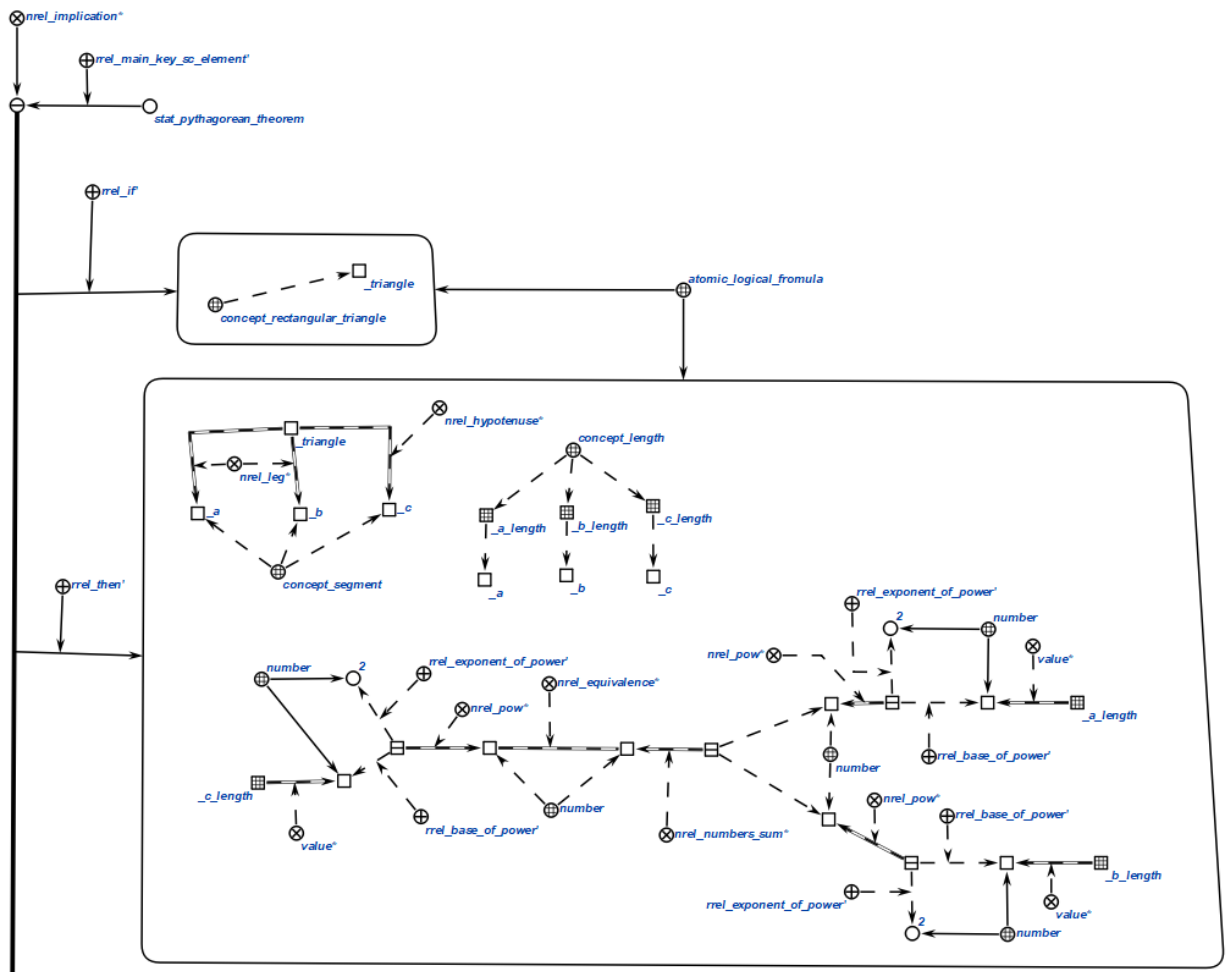 nrel_implication*
rrel_main_key_sc_element'
stat_pythagorean_theorem
rrel_if'
_triangle
concept_rectangular_triangle
atomic_logical_fromula
nrel_hypotenuse*
_triangle
nrel_leg*
_a
_b
_c
concept_segment
concept_length
_a_length
_b_length
_c_length
_a
_b
_c
rrel_then'
number
2
rrel_exponent_of_power'
nrel_pow*
nrel_equivalence*
_c_length
value*
rrel_base_of_power'
number
nrel_numbers_sum*
rrel_exponent_of_power'
2
number
nrel_pow*
value*
_a_length
rrel_base_of_power'
number
nrel_pow*
rrel_base_of_power'
_b_length
value*
rrel_exponent_of_power'
2
number